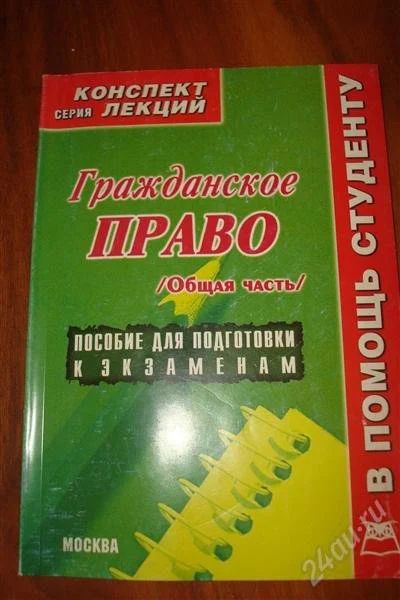 КОНСПЕКТ
СЕРИЯ ЛЕКЦИЙ
Гражданское
ПРАВО
/Общая часть/
ПОСОБИЕ ДЛЯ ПОДГОТОВКИ
К ЭКЗАМЕНАМ
МОСКВА
В ПОМОЩЬ СТУДЕНТУ
24au.ru